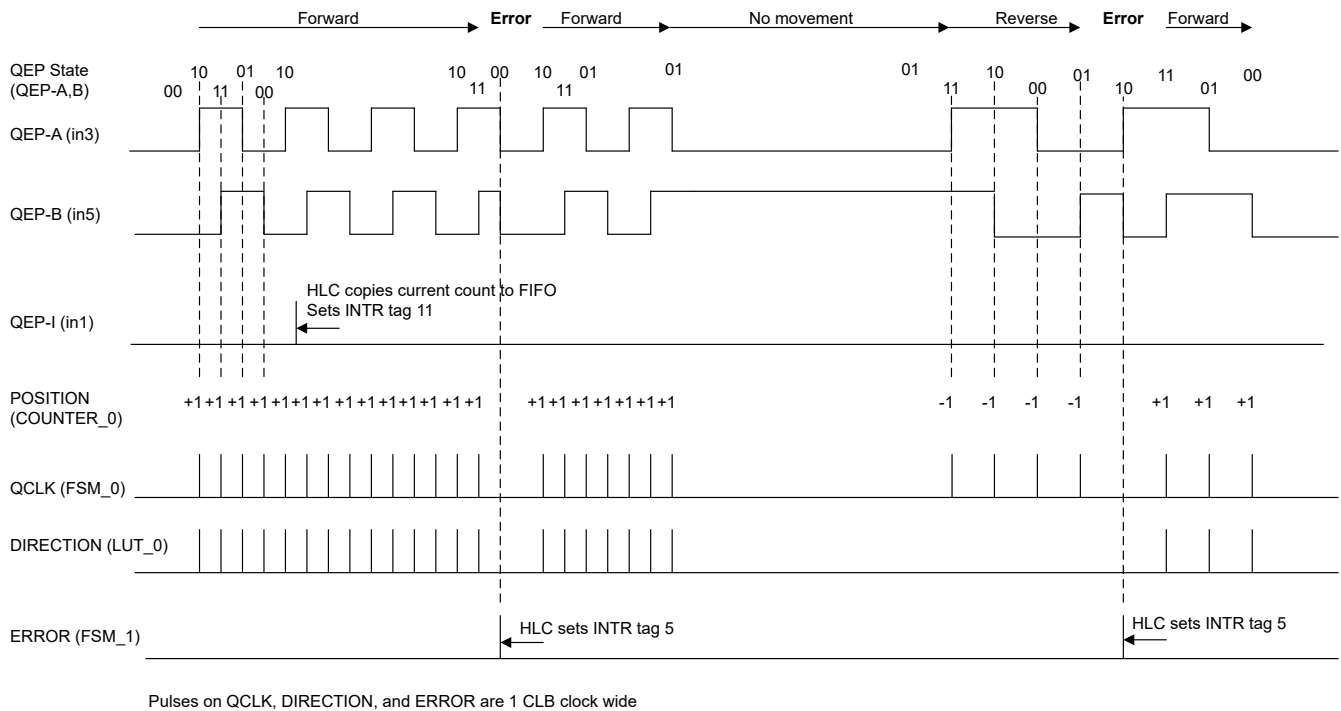 Forward Error Forward No movement Reverse Error Forward
QEP State
(QEP-A,B)
00 10 11 01 00 10 10 11 00 10 11 01 01 01 11 10 00 01 10 11 01 00
QEP-A (in3)
QEP-B (in5)
HLC copies current count to FIFO
Sets INTR tag 11
QEP-I (in1)
POSITION
(COUNTER_0)
+1 +1 +1 +1 +1 +1 +1 +1 +1 +1 +1 +1 +1 +1 +1 +1 +1 +1 +1 +1 -1 -1 -1 -1 +1 +1 +1
QCLK (FSM_0)
DIRECTION (LUT_0)
ERROR (FSM_1)
HLC sets INTR tag 5
HLC sets INTR tag 5
Pulses on QCLK, DIRECTION, and ERROR are 1 CLB clock wide